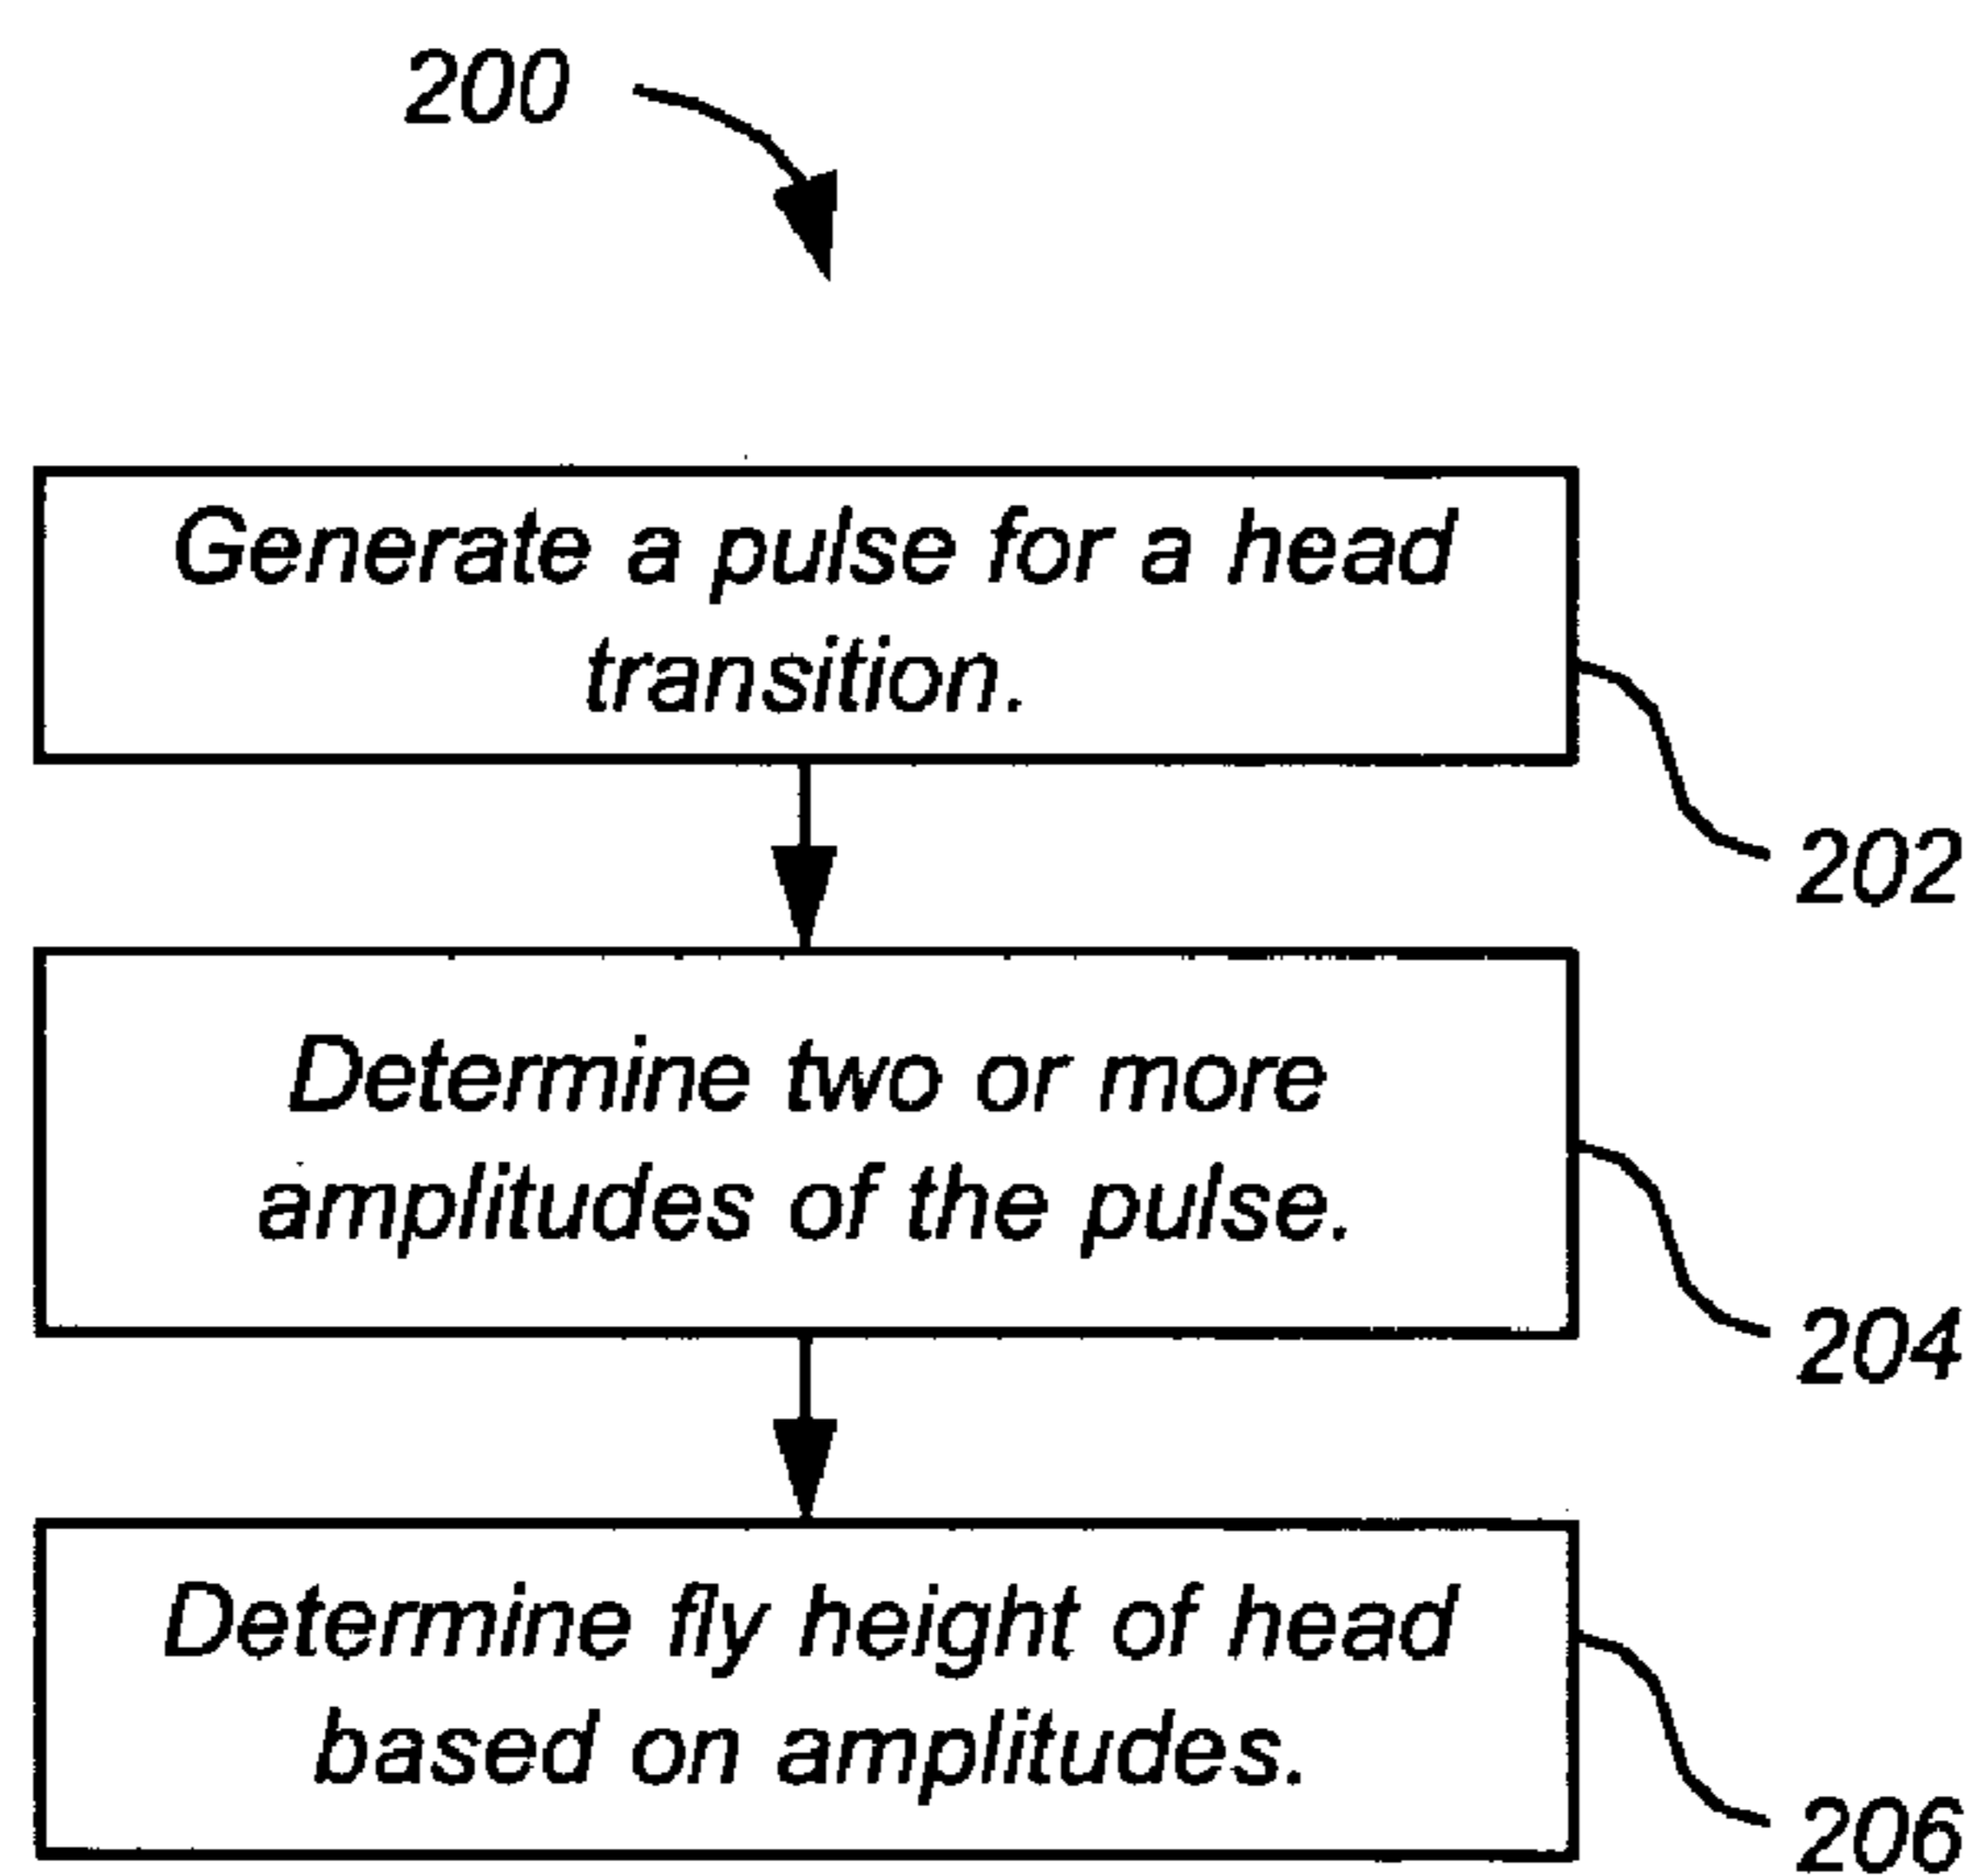 200
Generate a pulse for a head
transition.
202
Determine two or more
amplitudes of the pulse.
204
Determine fly height of head
based on amplitudes.
206